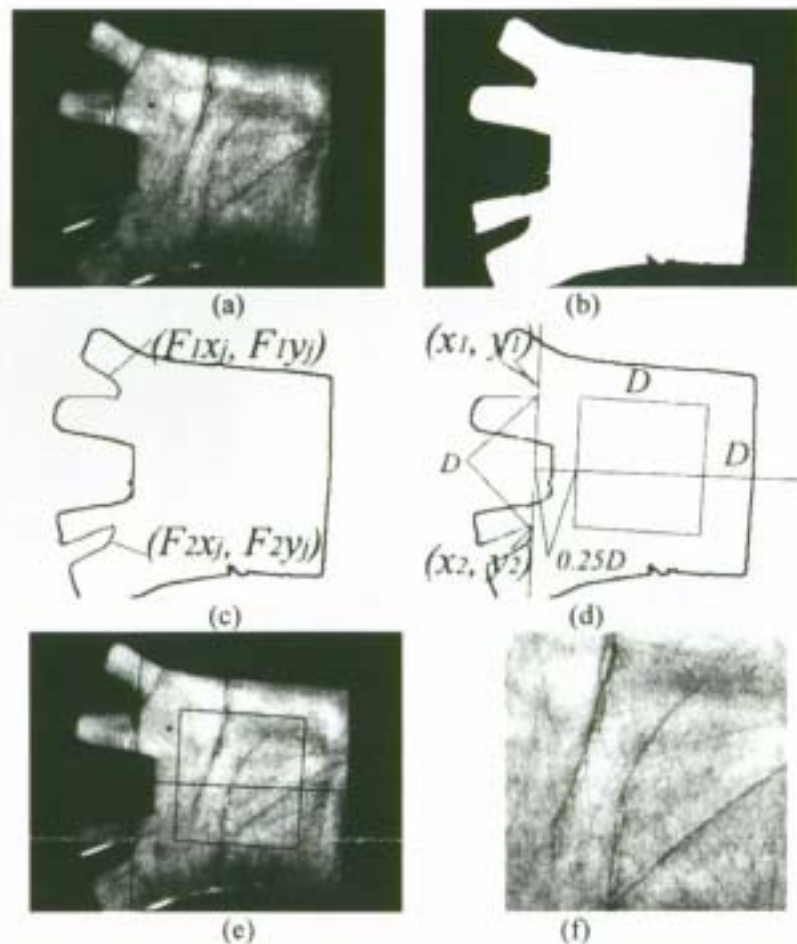 (a)
(b)
(F1xj, F1yj)
(F2xj, F2yj)
(c)
(x1, y1)
D
D
D
(x2, y2)
0.25D
(d)
(e)
(f)